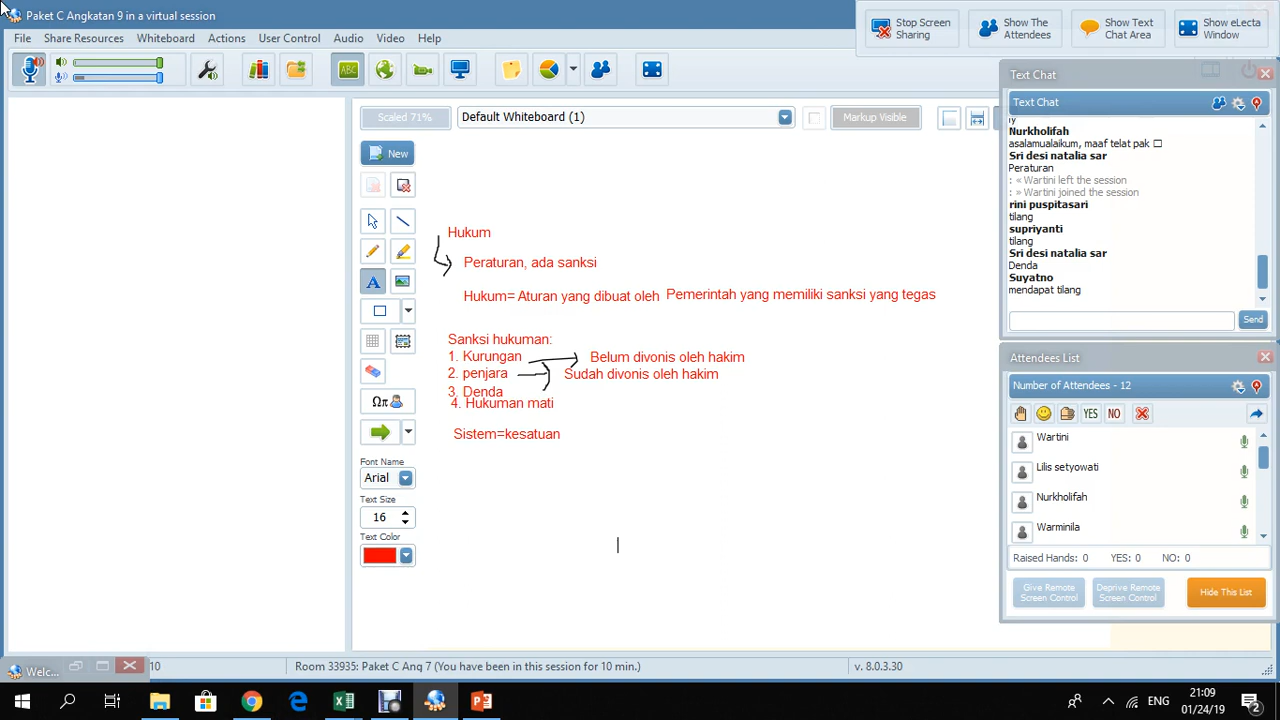 Paket C Angkatan 9 in a virtual session
Stop Screen Sharing
Show The Attendees
Show Text Chat Area
Show eLecta Window
File Share Resources Whiteboard Actions User Control Audio Video Help
ABC
Text Chat
Text Chat
Nurkholifah
asalamualaikum, maaf telat pak
Sri desi natalia sar
Peraturan
: « Wartini left the session
: » Wartini joined the session
rini puspitasari
tilang
supriyanti
tilang
Sri desi natalia sar
Denda
Suyatno
mendapat tilang
Send
Scaled 71%
Default Whiteboard (1)
Markup Visible
New
Hukum
Peraturan, ada sanksi
Hukum= Aturan yang dibuat oleh Pemerintah yang memiliki sanksi yang tegas
Sanksi hukuman:
1. Kurungan Belum divonis oleh hakim
2. penjara Sudah divonis oleh hakim
3. Denda
4. Hukuman mati
Sistem=kesatuan
A
Ωπ
Font Name
Arial
Text Size
16
Text Color
Attendees List
Number of Attendees - 12
YES NO
Wartini
Lilis setyowati
Nurkholifah
Warminila
Raised Hands: 0 YES: 0 NO: 0
Give Remote Screen Control
Deprive Remote Screen Control
Hide This List
Welc...
10
Room 33935: Paket C Ang 7 (You have been in this session for 10 min.)
v. 8.0.3.30
ENG
21:09
01/24/19
2